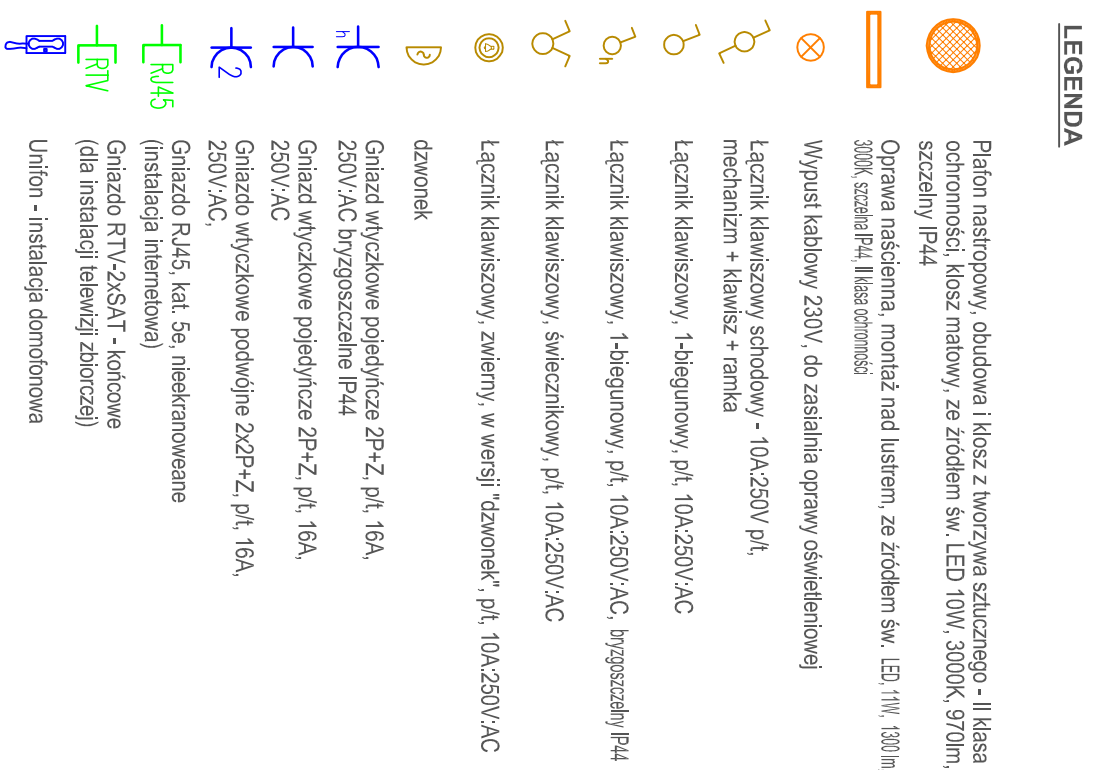 LEGENDA
Plafon nastropowy, obudowa i klosz z tworzywa sztucznego - II klasa
ochronności, klosz matowy, ze źródłem św. LED 10W, 3000K, 970lm,
szczelny IP44
Oprawa naścienna, montaż nad lustrem, ze źródłem św. LED, 11W, 1300 lm
3000K, szczelna IP44, II klasa ochronności
Wypust kablowy 230V, do zasialnia oprawy oświetleniowej
Łącznik klawiszowy schodowy - 10A:250V p/t,
mechanizm + klawisz + ramka
Łącznik klawiszowy, 1-biegunowy, p/t, 10A:250V:AC
h
Łącznik klawiszowy, 1-biegunowy, p/t, 10A:250V:AC, bryzgoszczelny IP44
Łącznik klawiszowy, świecznikowy, p/t, 10A:250V:AC
Łącznik klawiszowy, zwierny, w wersji "dzwonek", p/t, 10A:250V:AC
dzwonek
h
Gniazd wtyczkowe pojedyńcze 2P+Z, p/t, 16A,
250V:AC bryzgoszczelne IP44
Gniazd wtyczkowe pojedyńcze 2P+Z, p/t, 16A,
250V:AC
2
Gniazdo wtyczkowe podwójne 2x2P+Z, p/t, 16A,
250V:AC,
RJ45
Gniazdo RJ45, kat. 5e, nieekranoweane
(instalacja internetowa)
RTV
Gniazdo RTV-2xSAT - końcowe
(dla instalacji telewizji zbiorczej)
Unifon - instalacja domofonowa